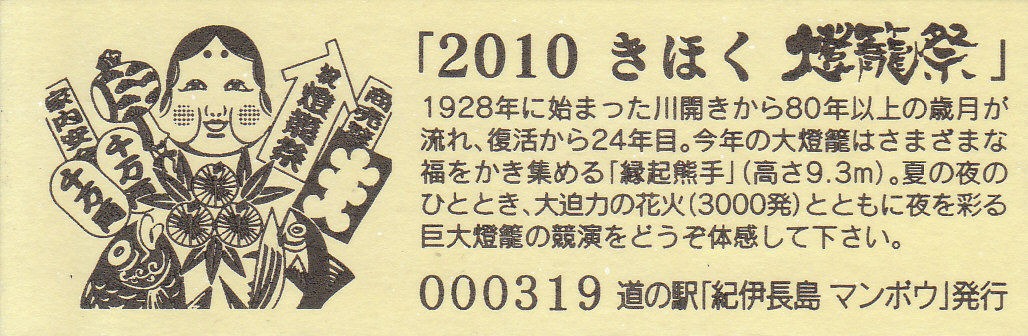 「2010 きほく 燈籠祭」
1928年に始まった川開きから80年以上の歳月が
流れ、復活から24年目。今年の大燈籠はさまざまな
福をかき集める「縁起熊手」(高さ9.3m)。夏の夜の
ひととき、大迫力の花火(3000発)とともに夜を彩る
巨大燈籠の競演をどうぞ体感して下さい。
000319 道の駅「紀伊長島 マンボウ」発行
家内安
千万両
千万両
祝 燈籠祭
商売繁